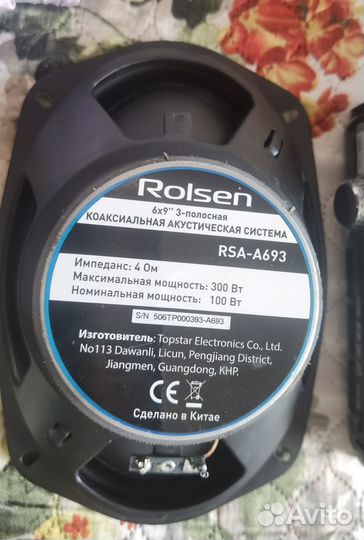 Rolsen
6x9'' 3-полосная
КОАКСИАЛЬНАЯ АКУСТИЧЕСКАЯ СИСТЕМА
RSA-A693
Импеданс: 4 Ом
Максимальная мощность: 300 Вт
Номинальная мощность: 100 Вт
S/N 506TP000393-A693
Изготовитель: Topstar Electronics Co., Ltd.
No113 Dawanli, Licun, Pengjiang District,
Jiangmen, Guangdong, КНР.
CE
Сделано в Китае
Avito